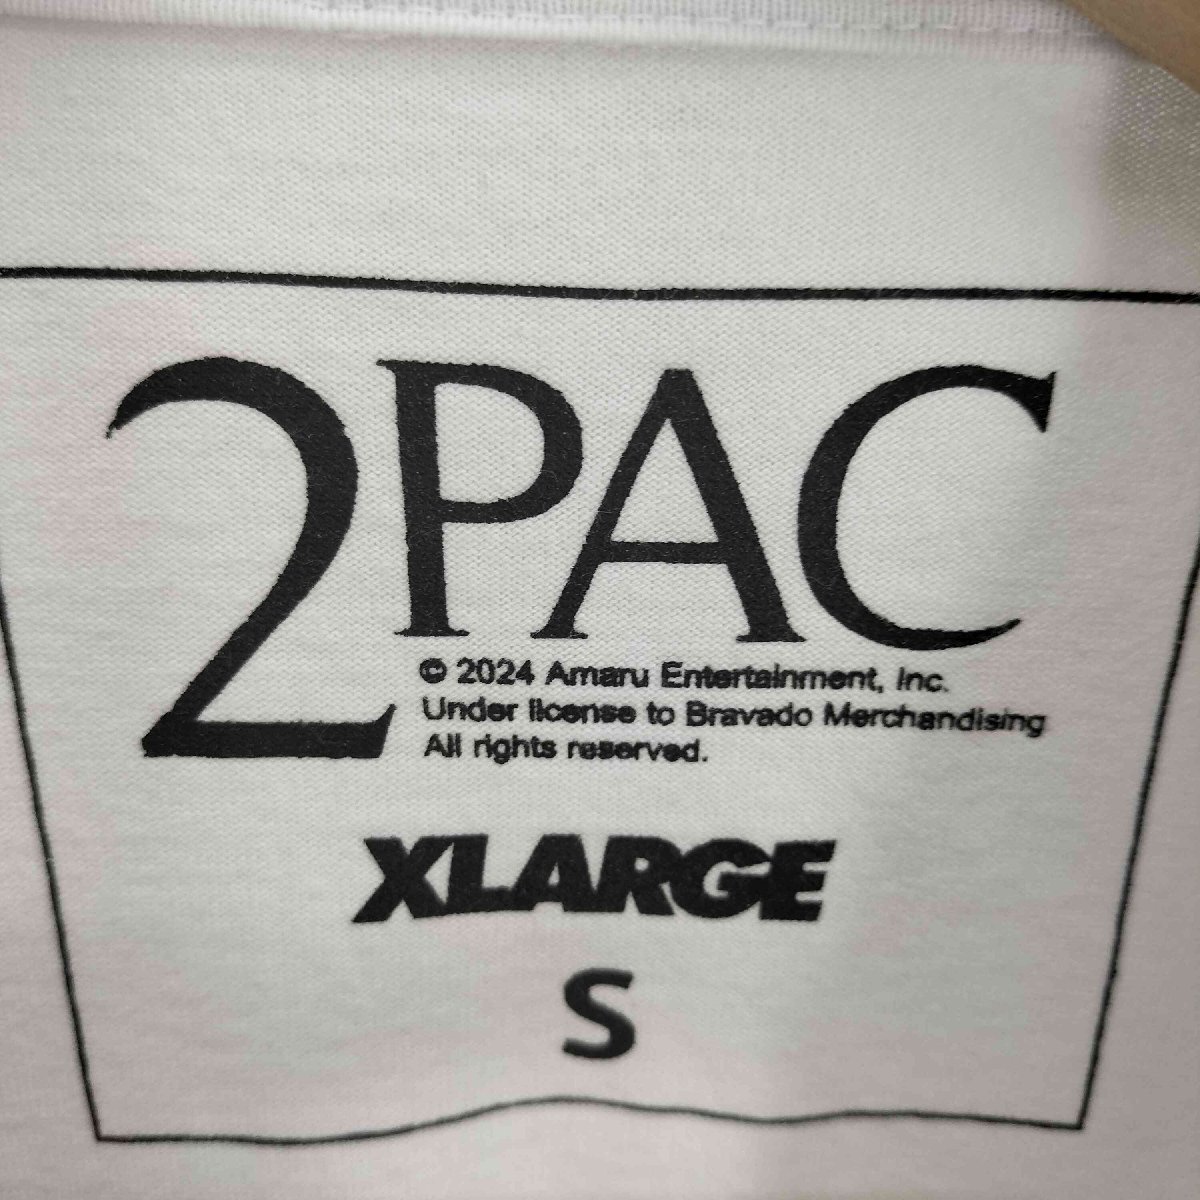 2PAC
© 2024 Amaru Entertainment, Inc.
Under license to Bravado Merchandising
All rights reserved.
XLARGE
S